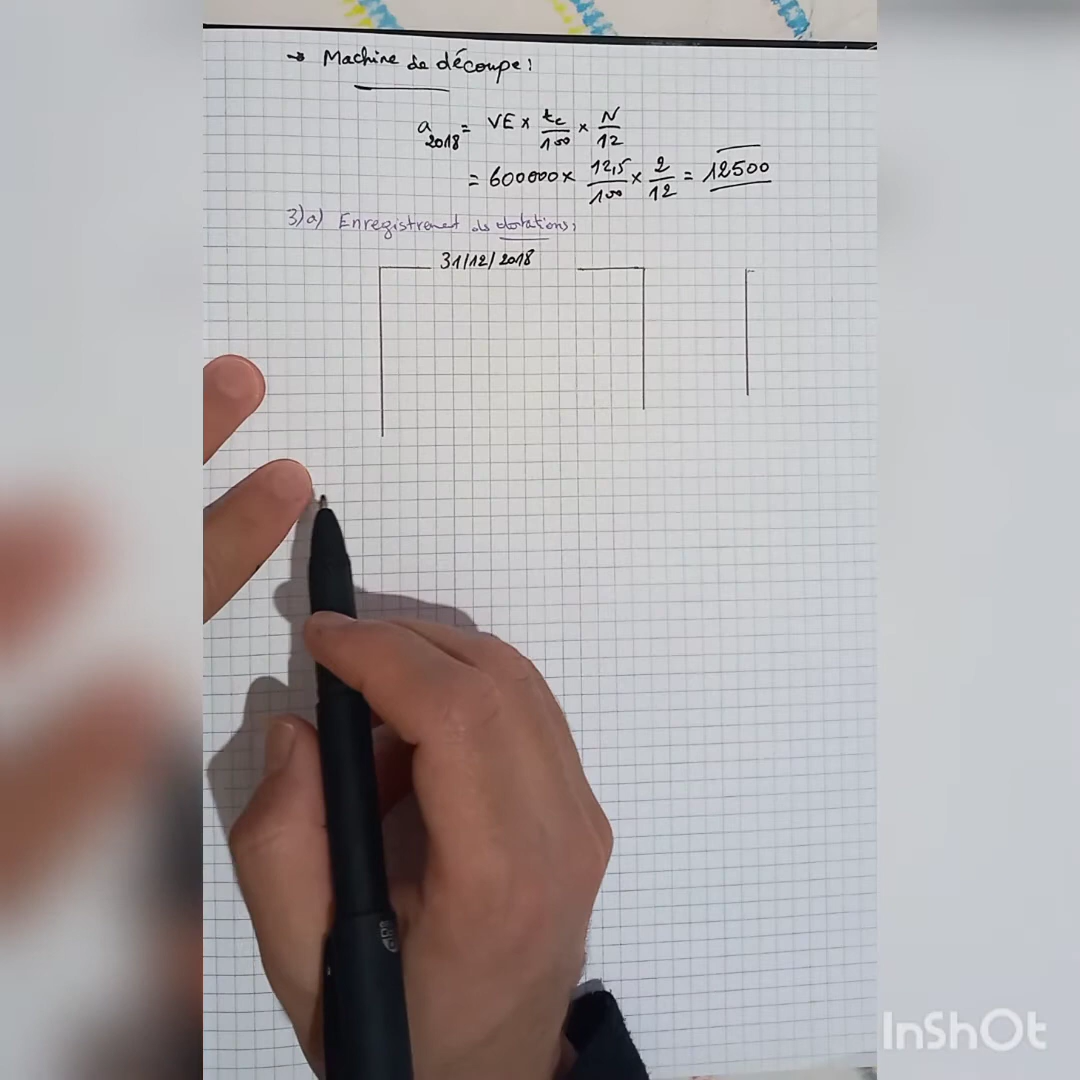 → Machine de découpe :
a2018 = VE × tc/100 × N/12
= 600000 × 12,5/100 × 2/12 = 12500
3)a) Enregistrement de dotations :
31/12/2018
InShOt